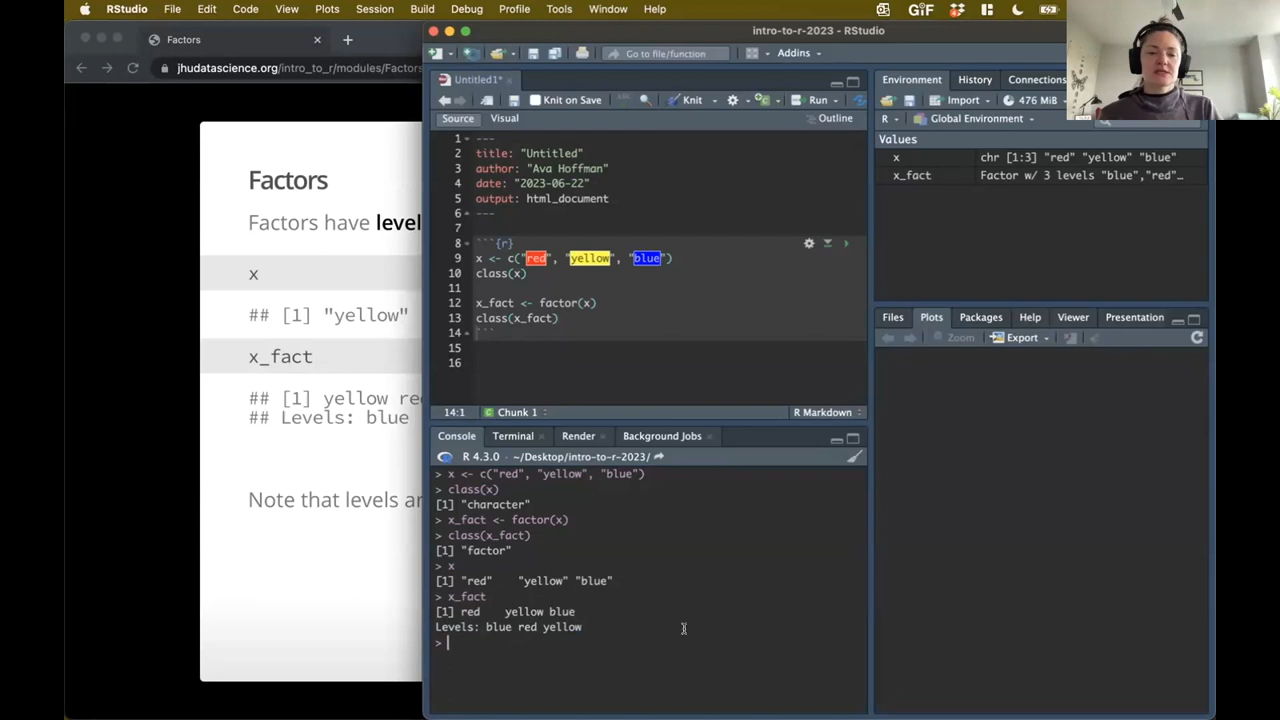 RStudio File Edit Code View Plots Session Build Debug Profile Tools Window Help GIF
Factors
jhudatascience.org/intro_to_r/modules/Factors
Factors
Factors have level
x
## [1] "yellow"
x_fact
## [1] yellow re
## Levels: blue
Note that levels ar
intro-to-r-2023 - RStudio
Go to file/function Addins
Untitled1*
Knit on Save Knit Run
Source Visual Outline
1 ---
2 title: "Untitled"
3 author: "Ava Hoffman"
4 date: "2023-06-22"
5 output: html_document
6 ---
7
8 ```{r}
9 x <- c("red", "yellow", "blue")
10 class(x)
11
12 x_fact <- factor(x)
13 class(x_fact)
14 ```
15
16
14:1 Chunk 1 R Markdown
Console Terminal Render Background Jobs
R 4.3.0 · ~/Desktop/intro-to-r-2023/
> x <- c("red", "yellow", "blue")
> class(x)
[1] "character"
> x_fact <- factor(x)
> class(x_fact)
[1] "factor"
> x
[1] "red"    "yellow" "blue"
> x_fact
[1] red    yellow blue
Levels: blue red yellow
>
Environment History Connections
Import 476 MiB
R Global Environment
Values
x chr [1:3] "red" "yellow" "blue"
x_fact Factor w/ 3 levels "blue","red"…
Files Plots Packages Help Viewer Presentation
Zoom Export